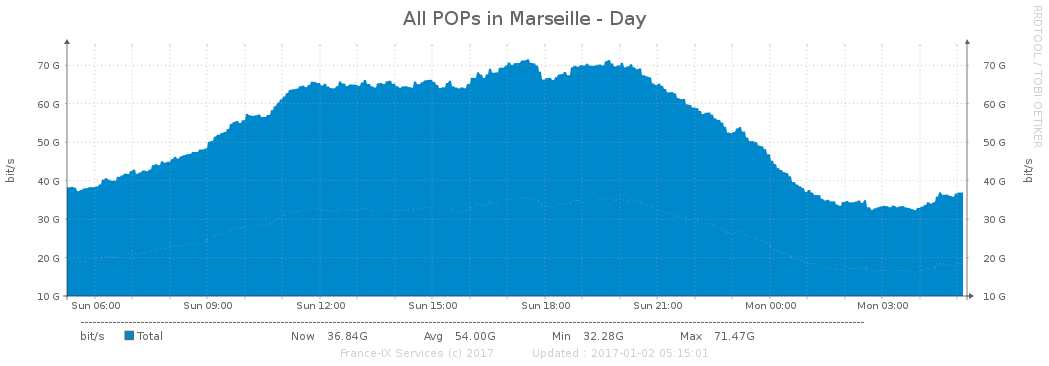 All POPs in Marseille - Day
RRDTOOL / TOBI OETIKER
bit/s
70 G 70 G
60 G 60 G
50 G 50 G
40 G 40 G
30 G 30 G
20 G 20 G
10 G 10 G
bit/s
Sun 06:00 Sun 09:00 Sun 12:00 Sun 15:00 Sun 18:00 Sun 21:00 Mon 00:00 Mon 03:00
bit/s Total Now 36.84G Avg 54.00G Min 32.28G Max 71.47G
France-IX Services (c) 2017 Updated : 2017-01-02 05:15:01